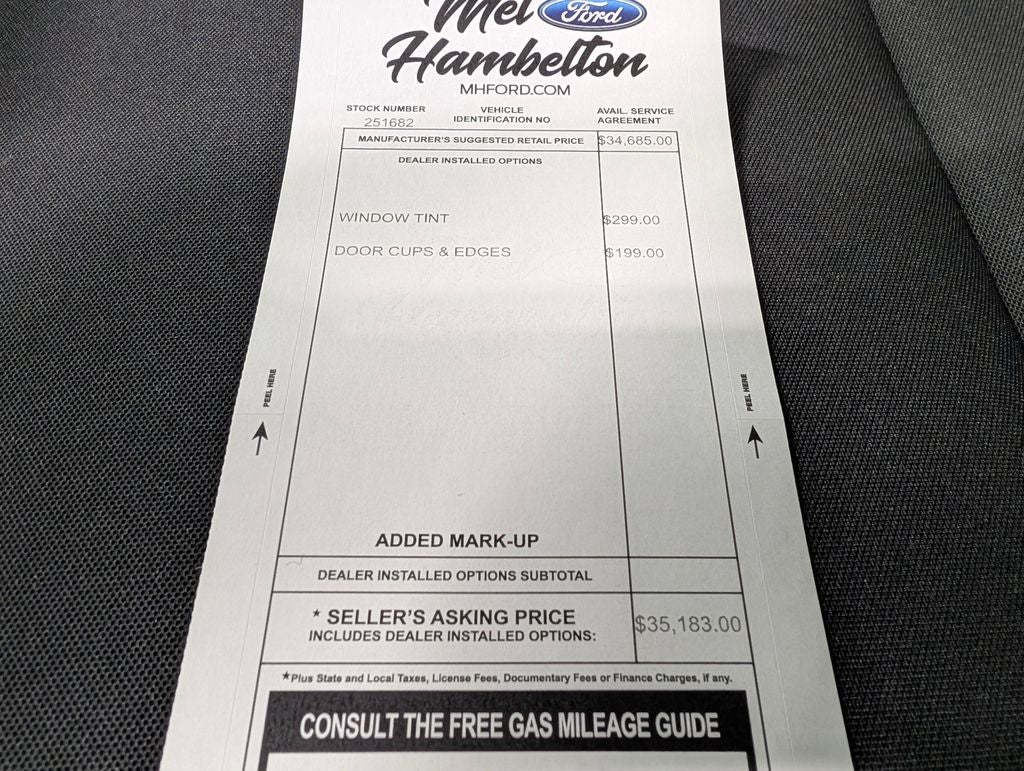 Mel Ford
Hambelton
MHFORD.COM
STOCK NUMBER
251682
VEHICLE
IDENTIFICATION NO
AVAIL. SERVICE
AGREEMENT
MANUFACTURER'S SUGGESTED RETAIL PRICE $34,685.00
DEALER INSTALLED OPTIONS
WINDOW TINT $299.00
DOOR CUPS & EDGES $199.00
PEEL HERE
PEEL HERE
ADDED MARK-UP
DEALER INSTALLED OPTIONS SUBTOTAL
* SELLER'S ASKING PRICE
INCLUDES DEALER INSTALLED OPTIONS: $35,183.00
*Plus State and Local Taxes, License Fees, Documentary Fees or Finance Charges, If any.
CONSULT THE FREE GAS MILEAGE GUIDE